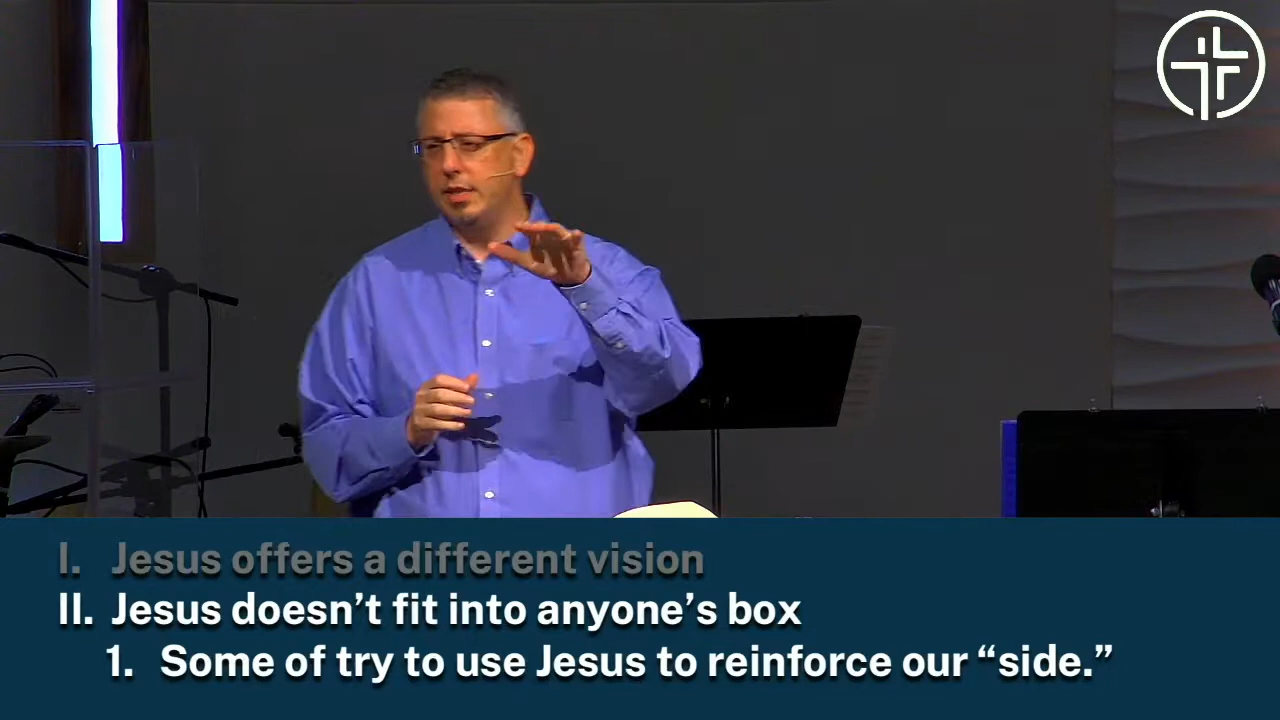 I. Jesus offers a different vision
II. Jesus doesn’t fit into anyone’s box
1. Some of try to use Jesus to reinforce our “side.”